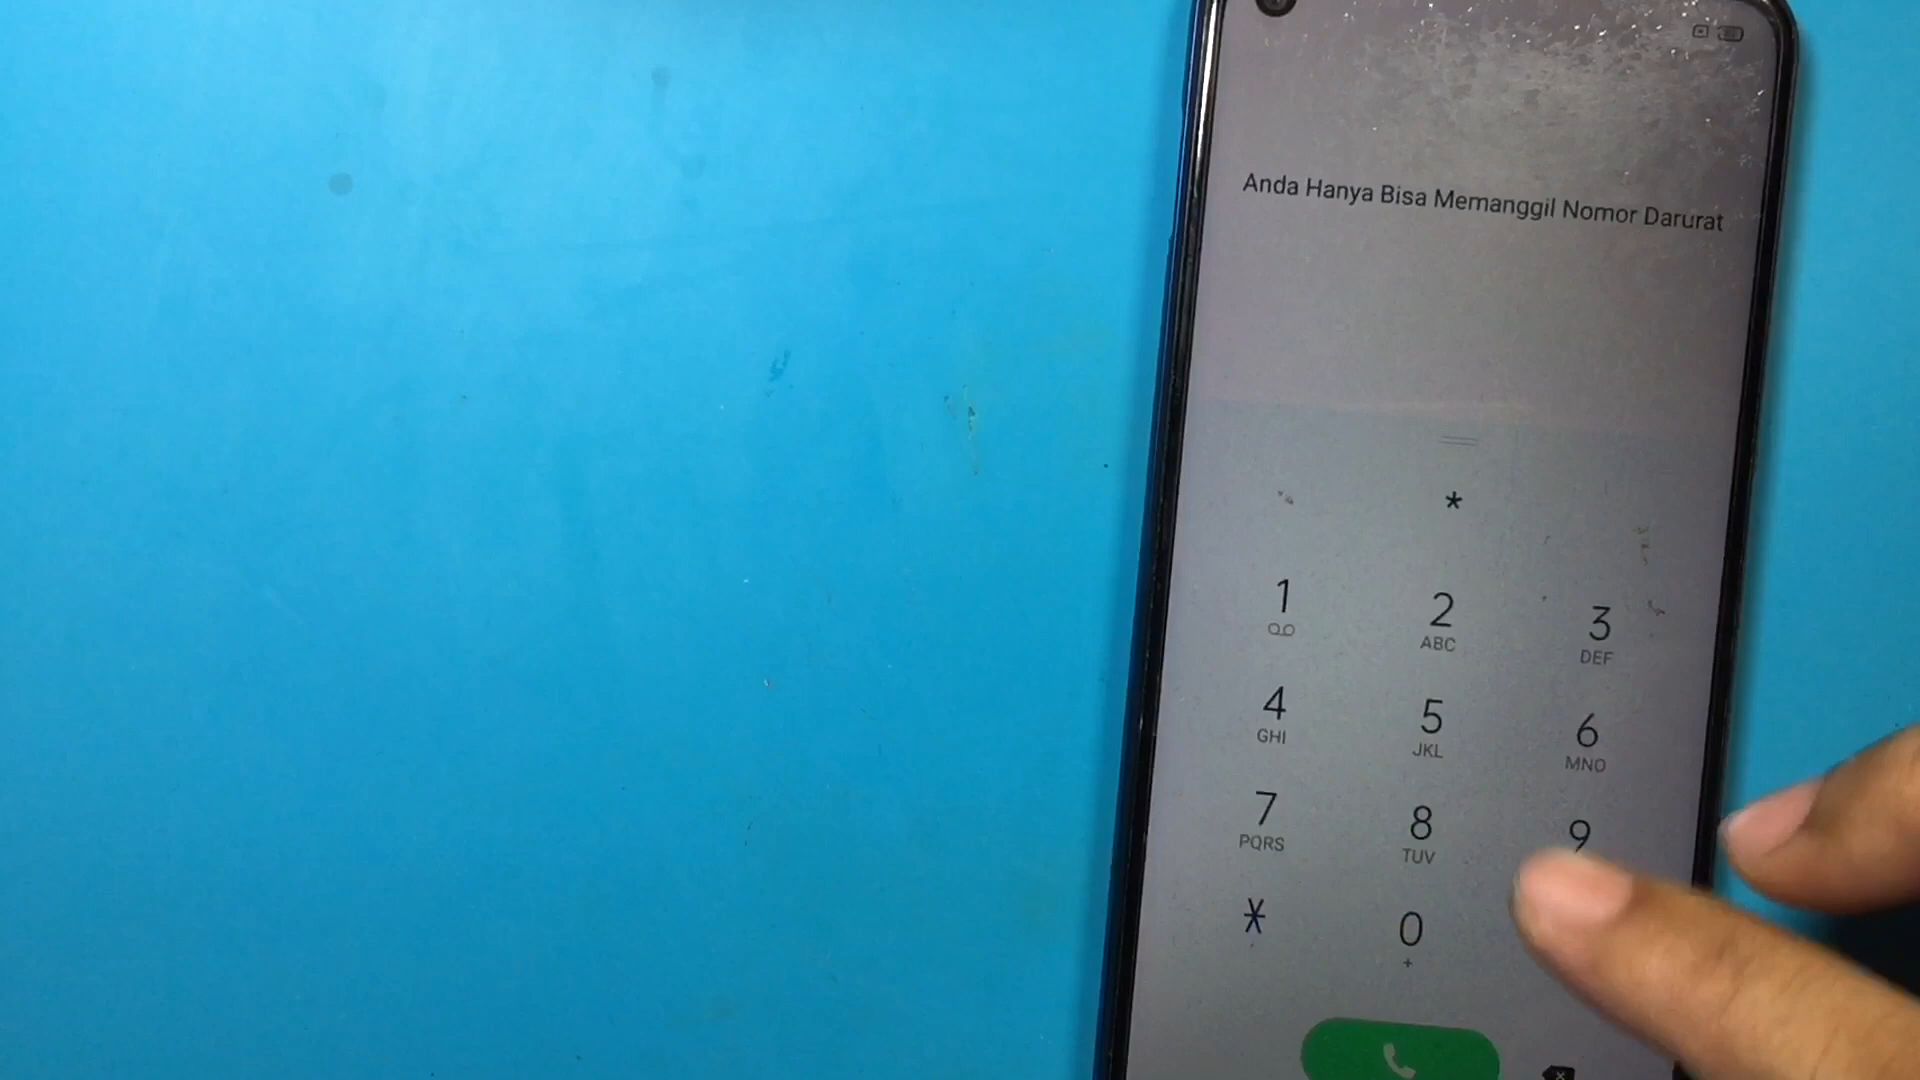 Anda Hanya Bisa Memanggil Nomor Darurat
*
1 2 3
ABC DEF
4 5 6
GHI JKL MNO
7 8 9
PQRS TUV
* 0
+